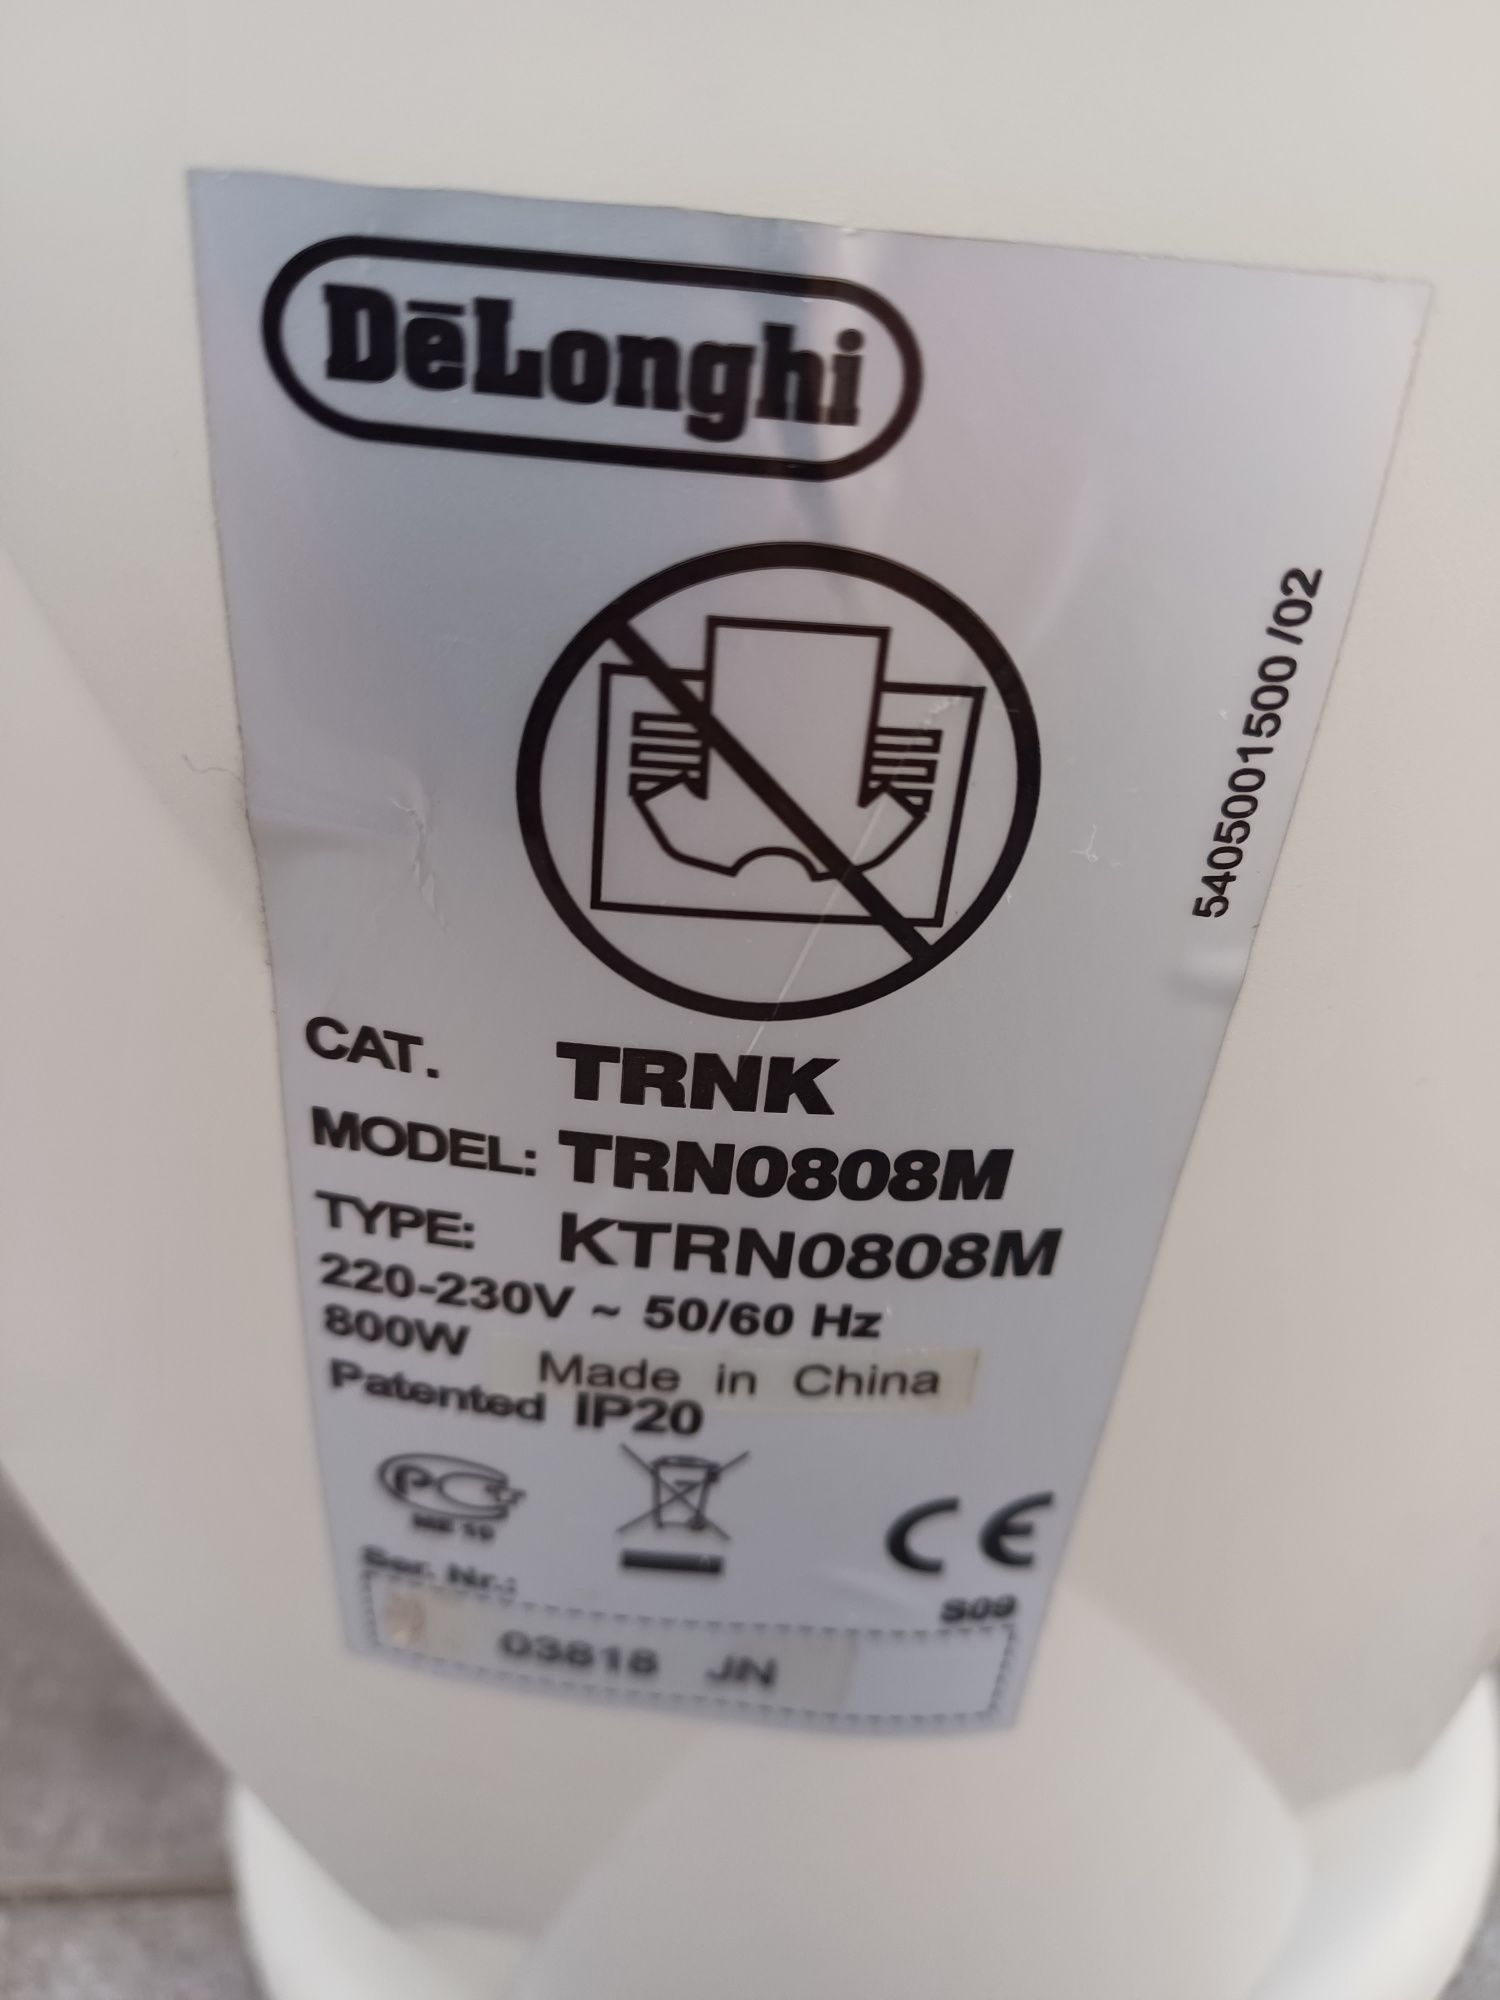 DēLonghi
5405001500/02
CAT. TRNK
MODEL: TRN0808M
TYPE: KTRN0808M
220-230V ~ 50/60 Hz
800W
Made in China
Patented IP20
CE
Ser. Nr.:
S09
03818 JN